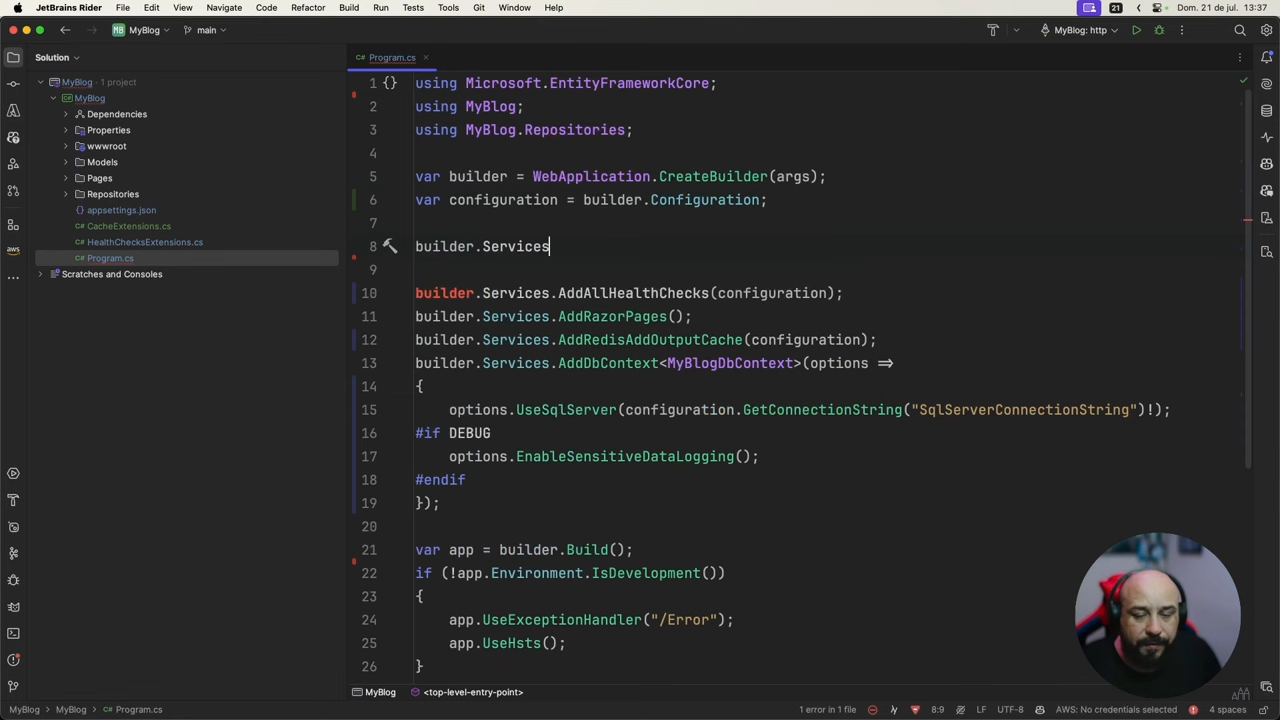 JetBrains Rider File Edit View Navigate Code Refactor Build Run Tests Tools Git Window Help 21 Dom. 21 de jul. 13:37
MB MyBlog main MyBlog: http
Solution
C# Program.cs
MyBlog · 1 project
MyBlog
Dependencies
Properties
wwwroot
Models
Pages
Repositories
appsettings.json
C# CacheExtensions.cs
C# HealthChecksExtensions.cs
C# Program.cs
Scratches and Consoles
aws
1 {} using Microsoft.EntityFrameworkCore;
2 using MyBlog;
3 using MyBlog.Repositories;
4
5 var builder = WebApplication.CreateBuilder(args);
6 var configuration = builder.Configuration;
7
8 builder.Services
9
10 builder.Services.AddAllHealthChecks(configuration);
11 builder.Services.AddRazorPages();
12 builder.Services.AddRedisAddOutputCache(configuration);
13 builder.Services.AddDbContext<MyBlogDbContext>(options =>
14 {
15 options.UseSqlServer(configuration.GetConnectionString("SqlServerConnectionString")!);
16 #if DEBUG
17 options.EnableSensitiveDataLogging();
18 #endif
19 });
20
21 var app = builder.Build();
22 if (!app.Environment.IsDevelopment())
23 {
24 app.UseExceptionHandler("/Error");
25 app.UseHsts();
26 }
MyBlog <top-level-entry-point>
MyBlog > MyBlog > C# Program.cs 1 error in 1 file 8:9 LF UTF-8 AWS: No credentials selected 4 spaces